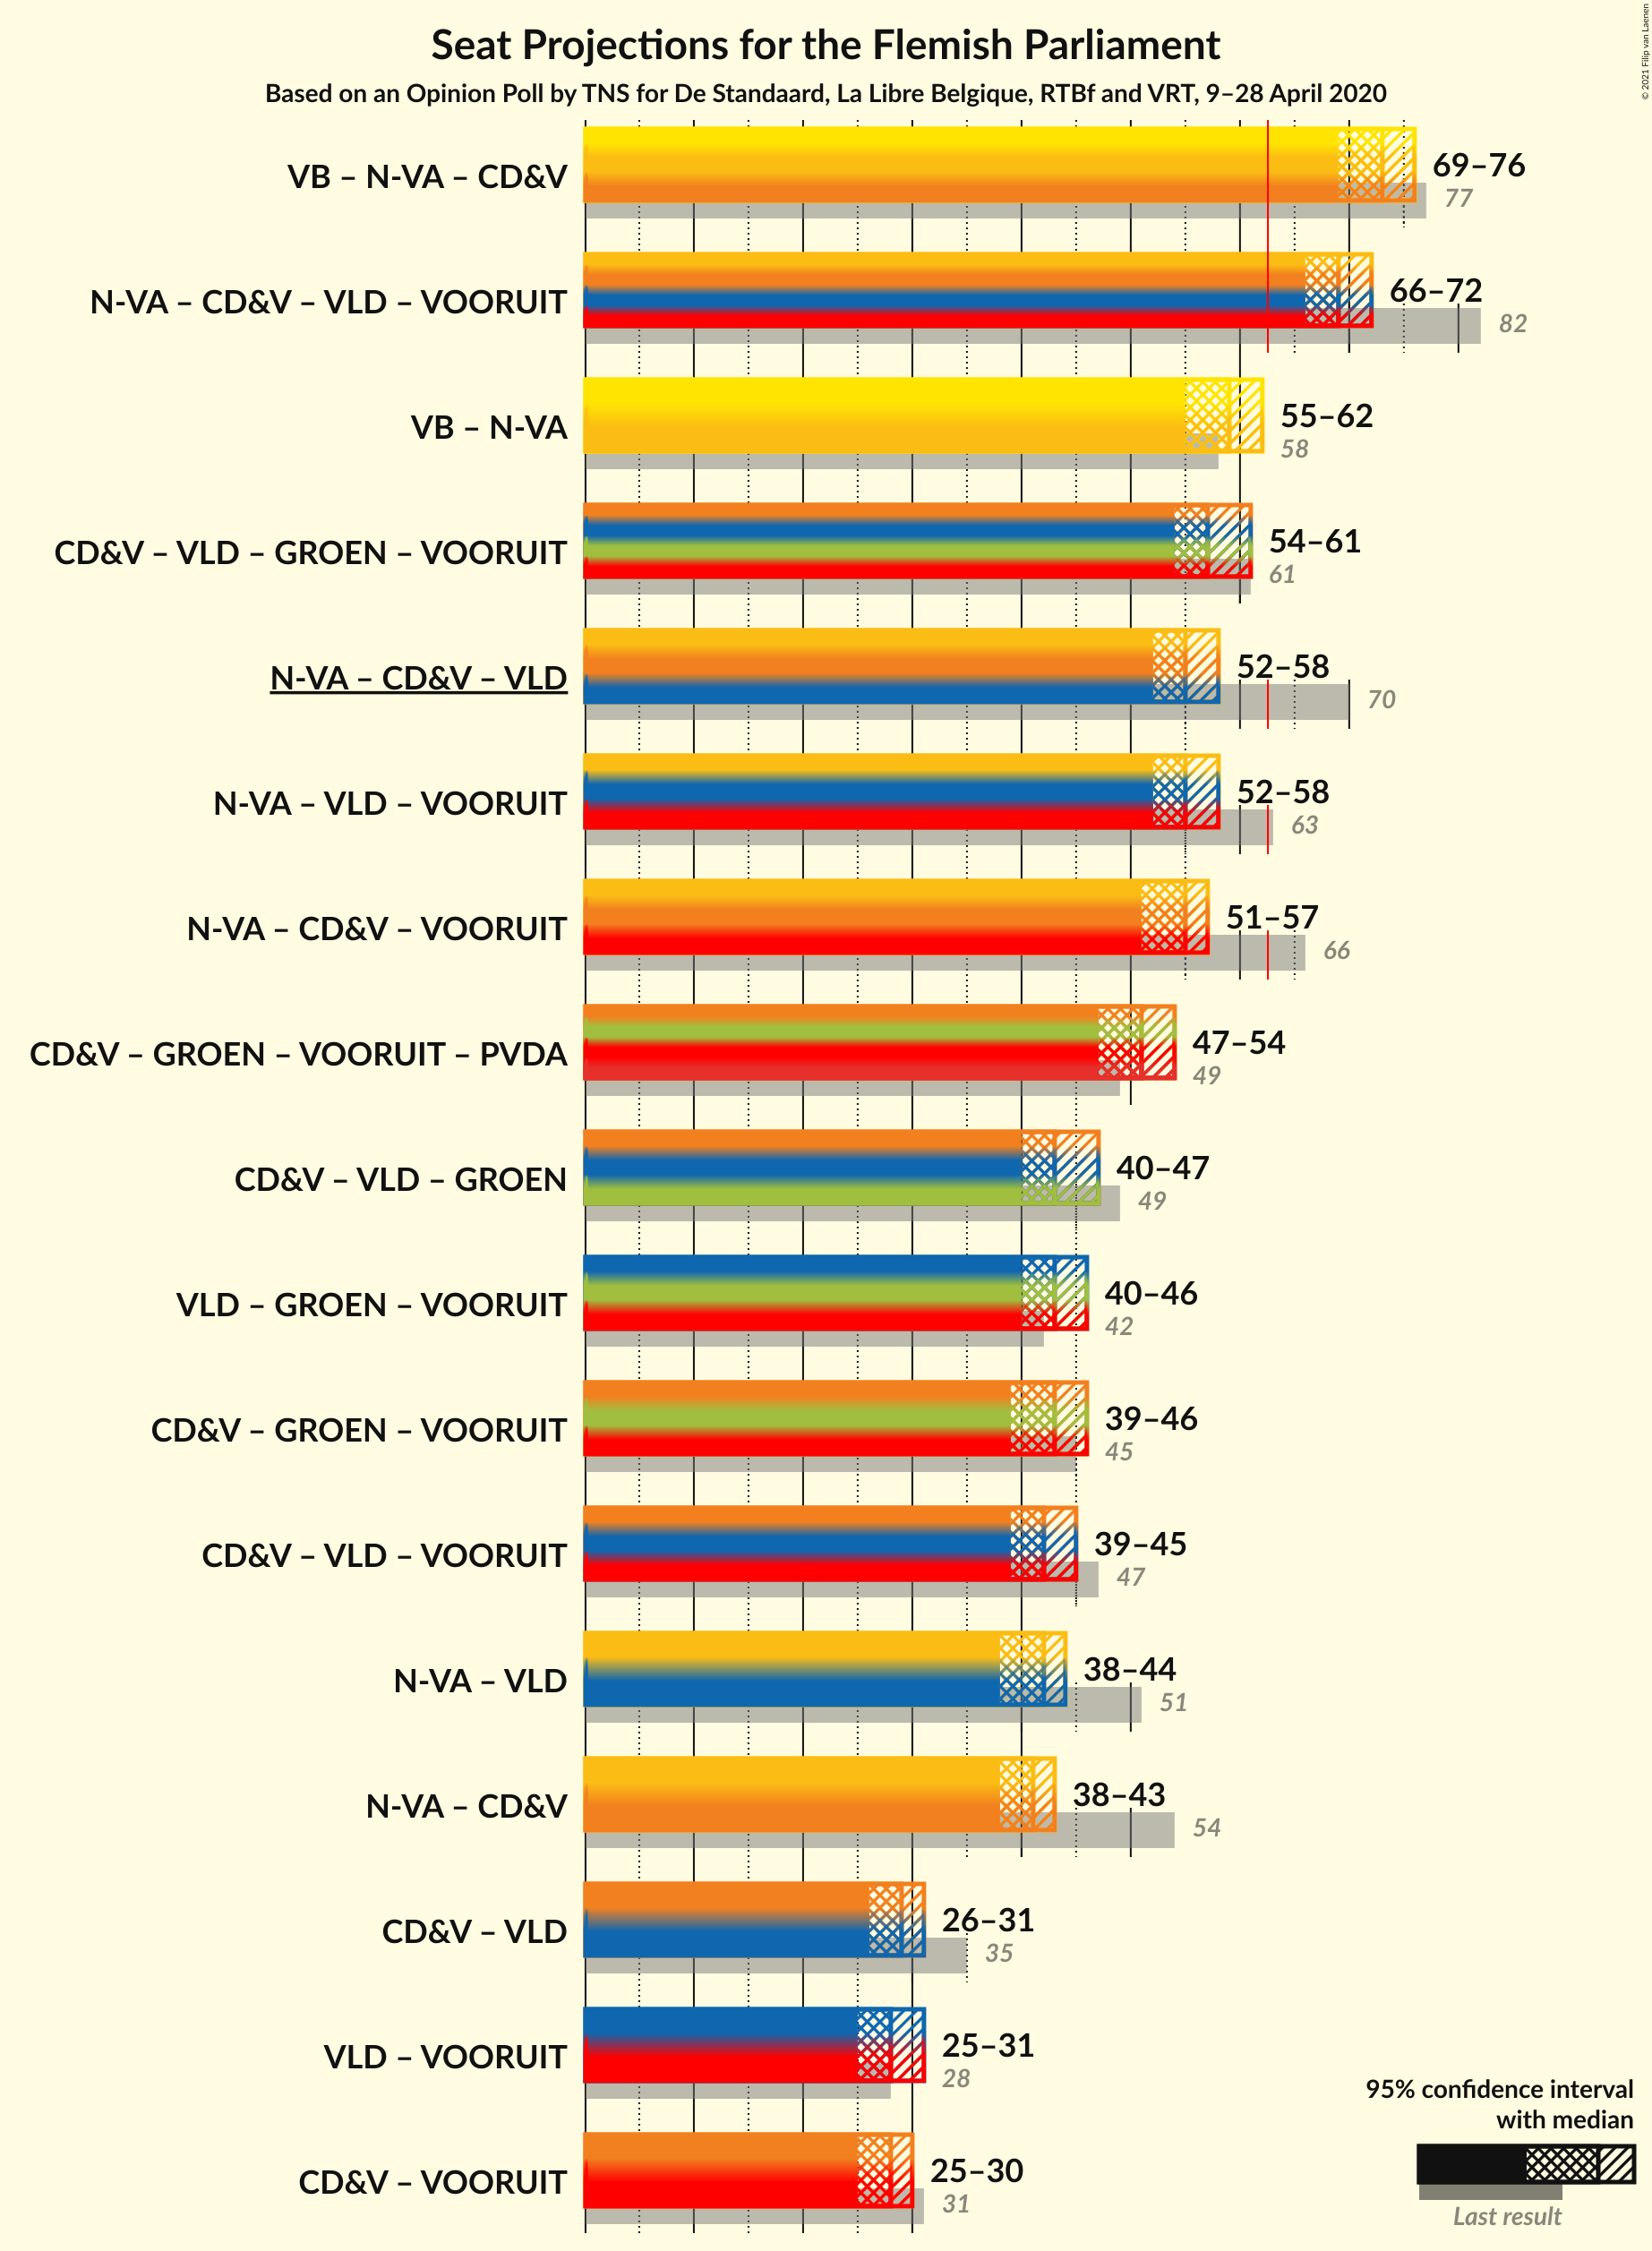 Seat Projections for the Flemish Parliament
Based on an Opinion Poll by TNS for De Standaard, La Libre Belgique, RTBf and VRT, 9–28 April 2020
© 2021 Filip van Laenen
VB – N-VA – CD&V
69–76
77
N-VA – CD&V – VLD – VOORUIT
66–72
82
VB – N-VA
55–62
58
CD&V – VLD – GROEN – VOORUIT
54–61
61
N-VA – CD&V – VLD
52–58
70
N-VA – VLD – VOORUIT
52–58
63
N-VA – CD&V – VOORUIT
51–57
66
CD&V – GROEN – VOORUIT – PVDA
47–54
49
CD&V – VLD – GROEN
40–47
49
VLD – GROEN – VOORUIT
40–46
42
CD&V – GROEN – VOORUIT
39–46
45
CD&V – VLD – VOORUIT
39–45
47
N-VA – VLD
38–44
51
N-VA – CD&V
38–43
54
CD&V – VLD
26–31
35
VLD – VOORUIT
25–31
28
CD&V – VOORUIT
25–30
31
95% confidence interval
with median
Last result